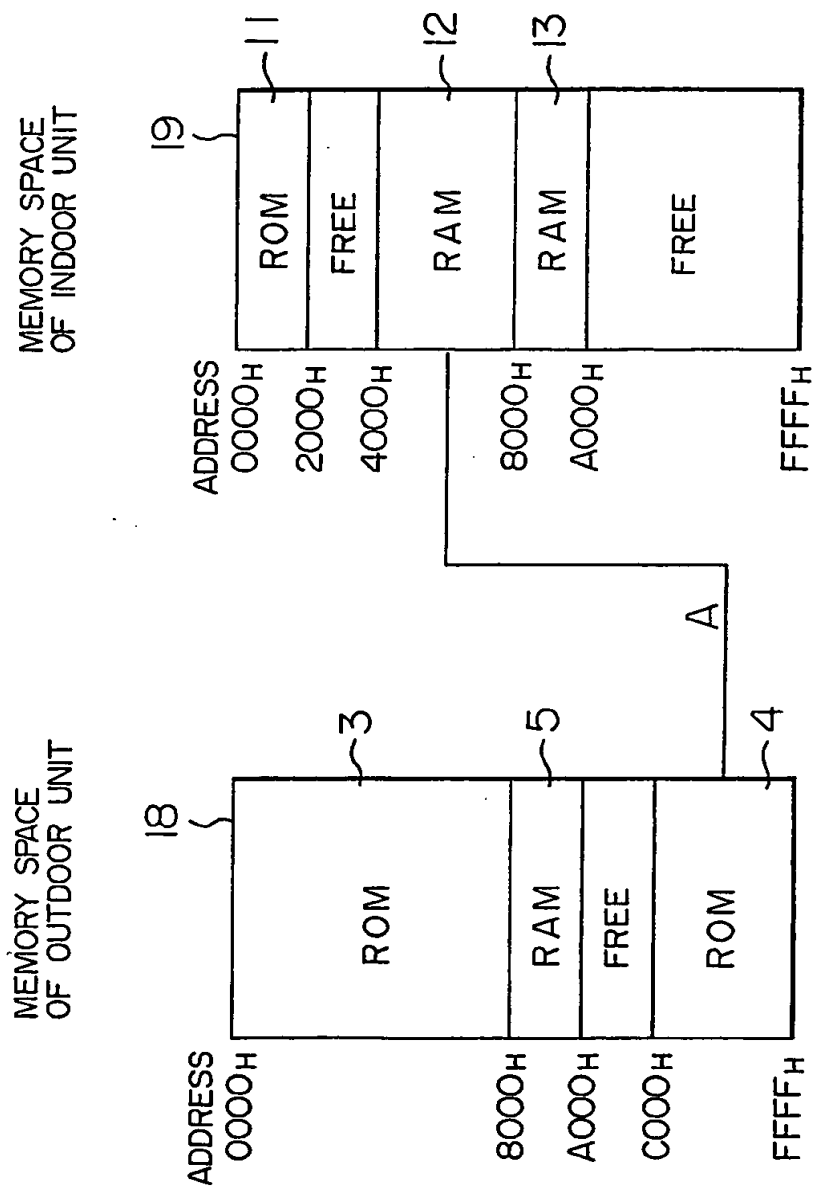 MEMORY SPACE
OF OUTDOOR UNIT
18
ADDRESS
0000H
ROM
3
8000H
RAM
5
A000H
FREE
C000H
ROM
4
FFFFH
A
MEMORY SPACE
OF INDOOR UNIT
19
ADDRESS
0000H
ROM
11
2000H
FREE
4000H
RAM
12
8000H
RAM
13
A000H
FREE
FFFFH